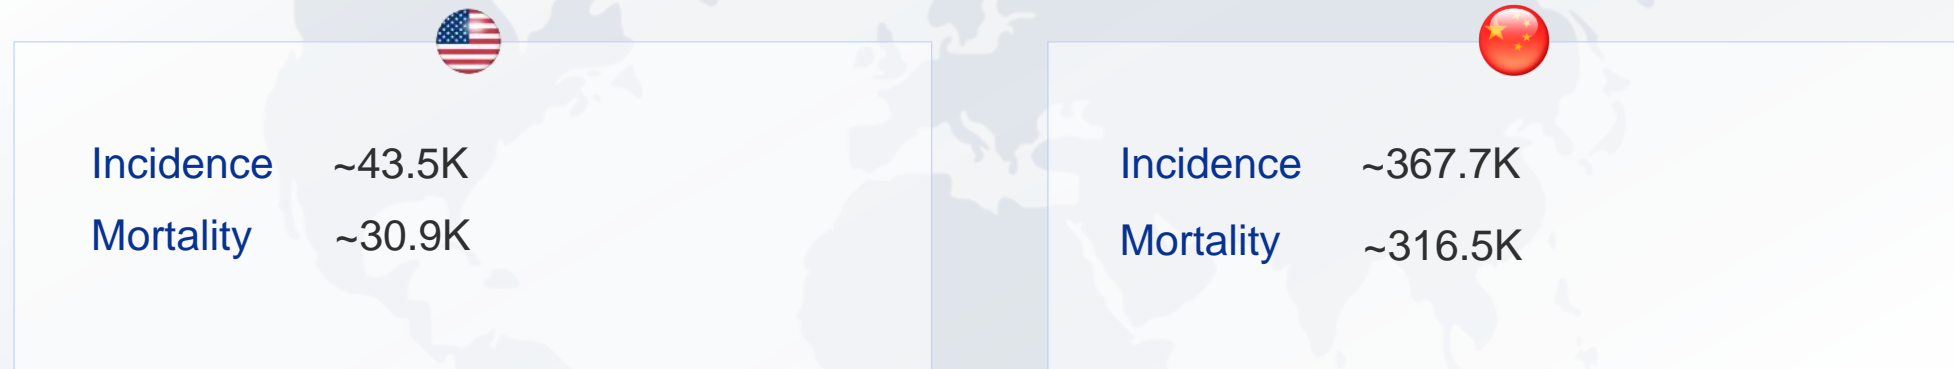 Incidence ~43.5K
Mortality ~30.9K
Incidence ~367.7K
Mortality ~316.5K